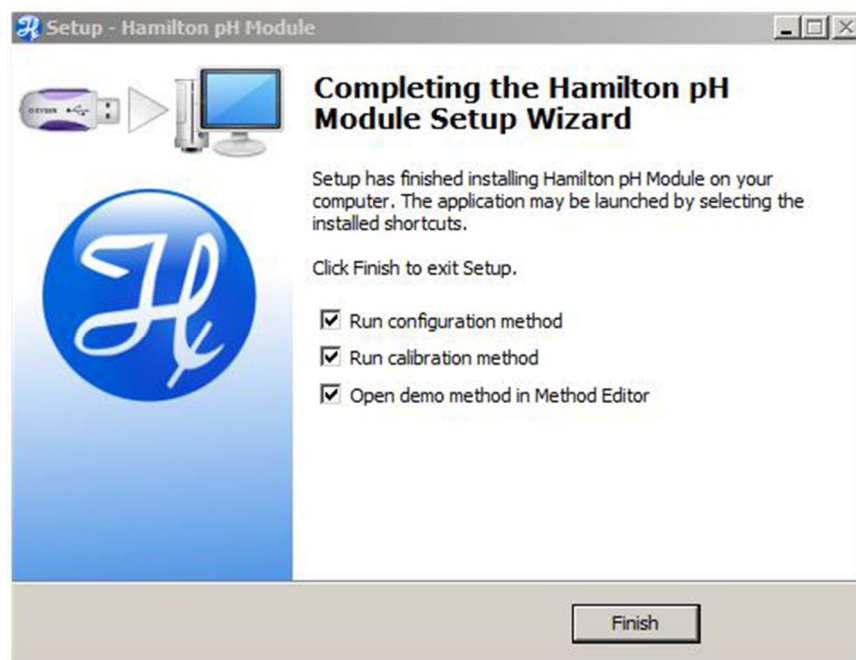 Setup - Hamilton pH Module
Completing the Hamilton pH
Module Setup Wizard
Setup has finished installing Hamilton pH Module on your
computer. The application may be launched by selecting the
installed shortcuts.
Click Finish to exit Setup.
Run configuration method
Run calibration method
Open demo method in Method Editor
Finish